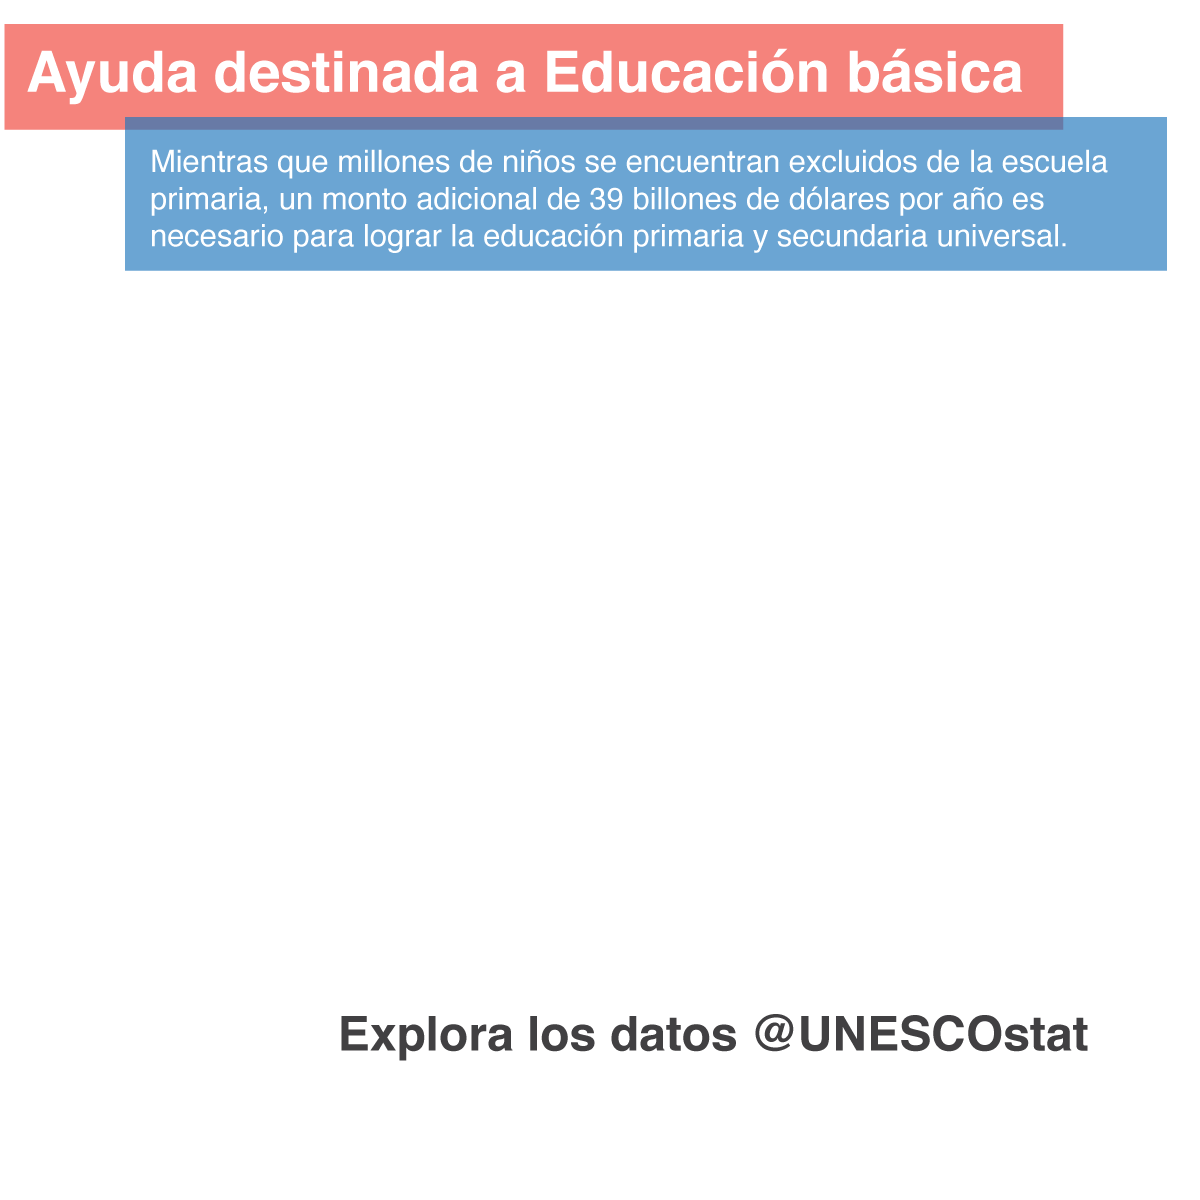 Ayuda destinada a Educación básica
Mientras que millones de niños se encuentran excluidos de la escuela
primaria, un monto adicional de 39 billones de dólares por año es
necesario para lograr la educación primaria y secundaria universal.
Explora los datos @UNESCOstat